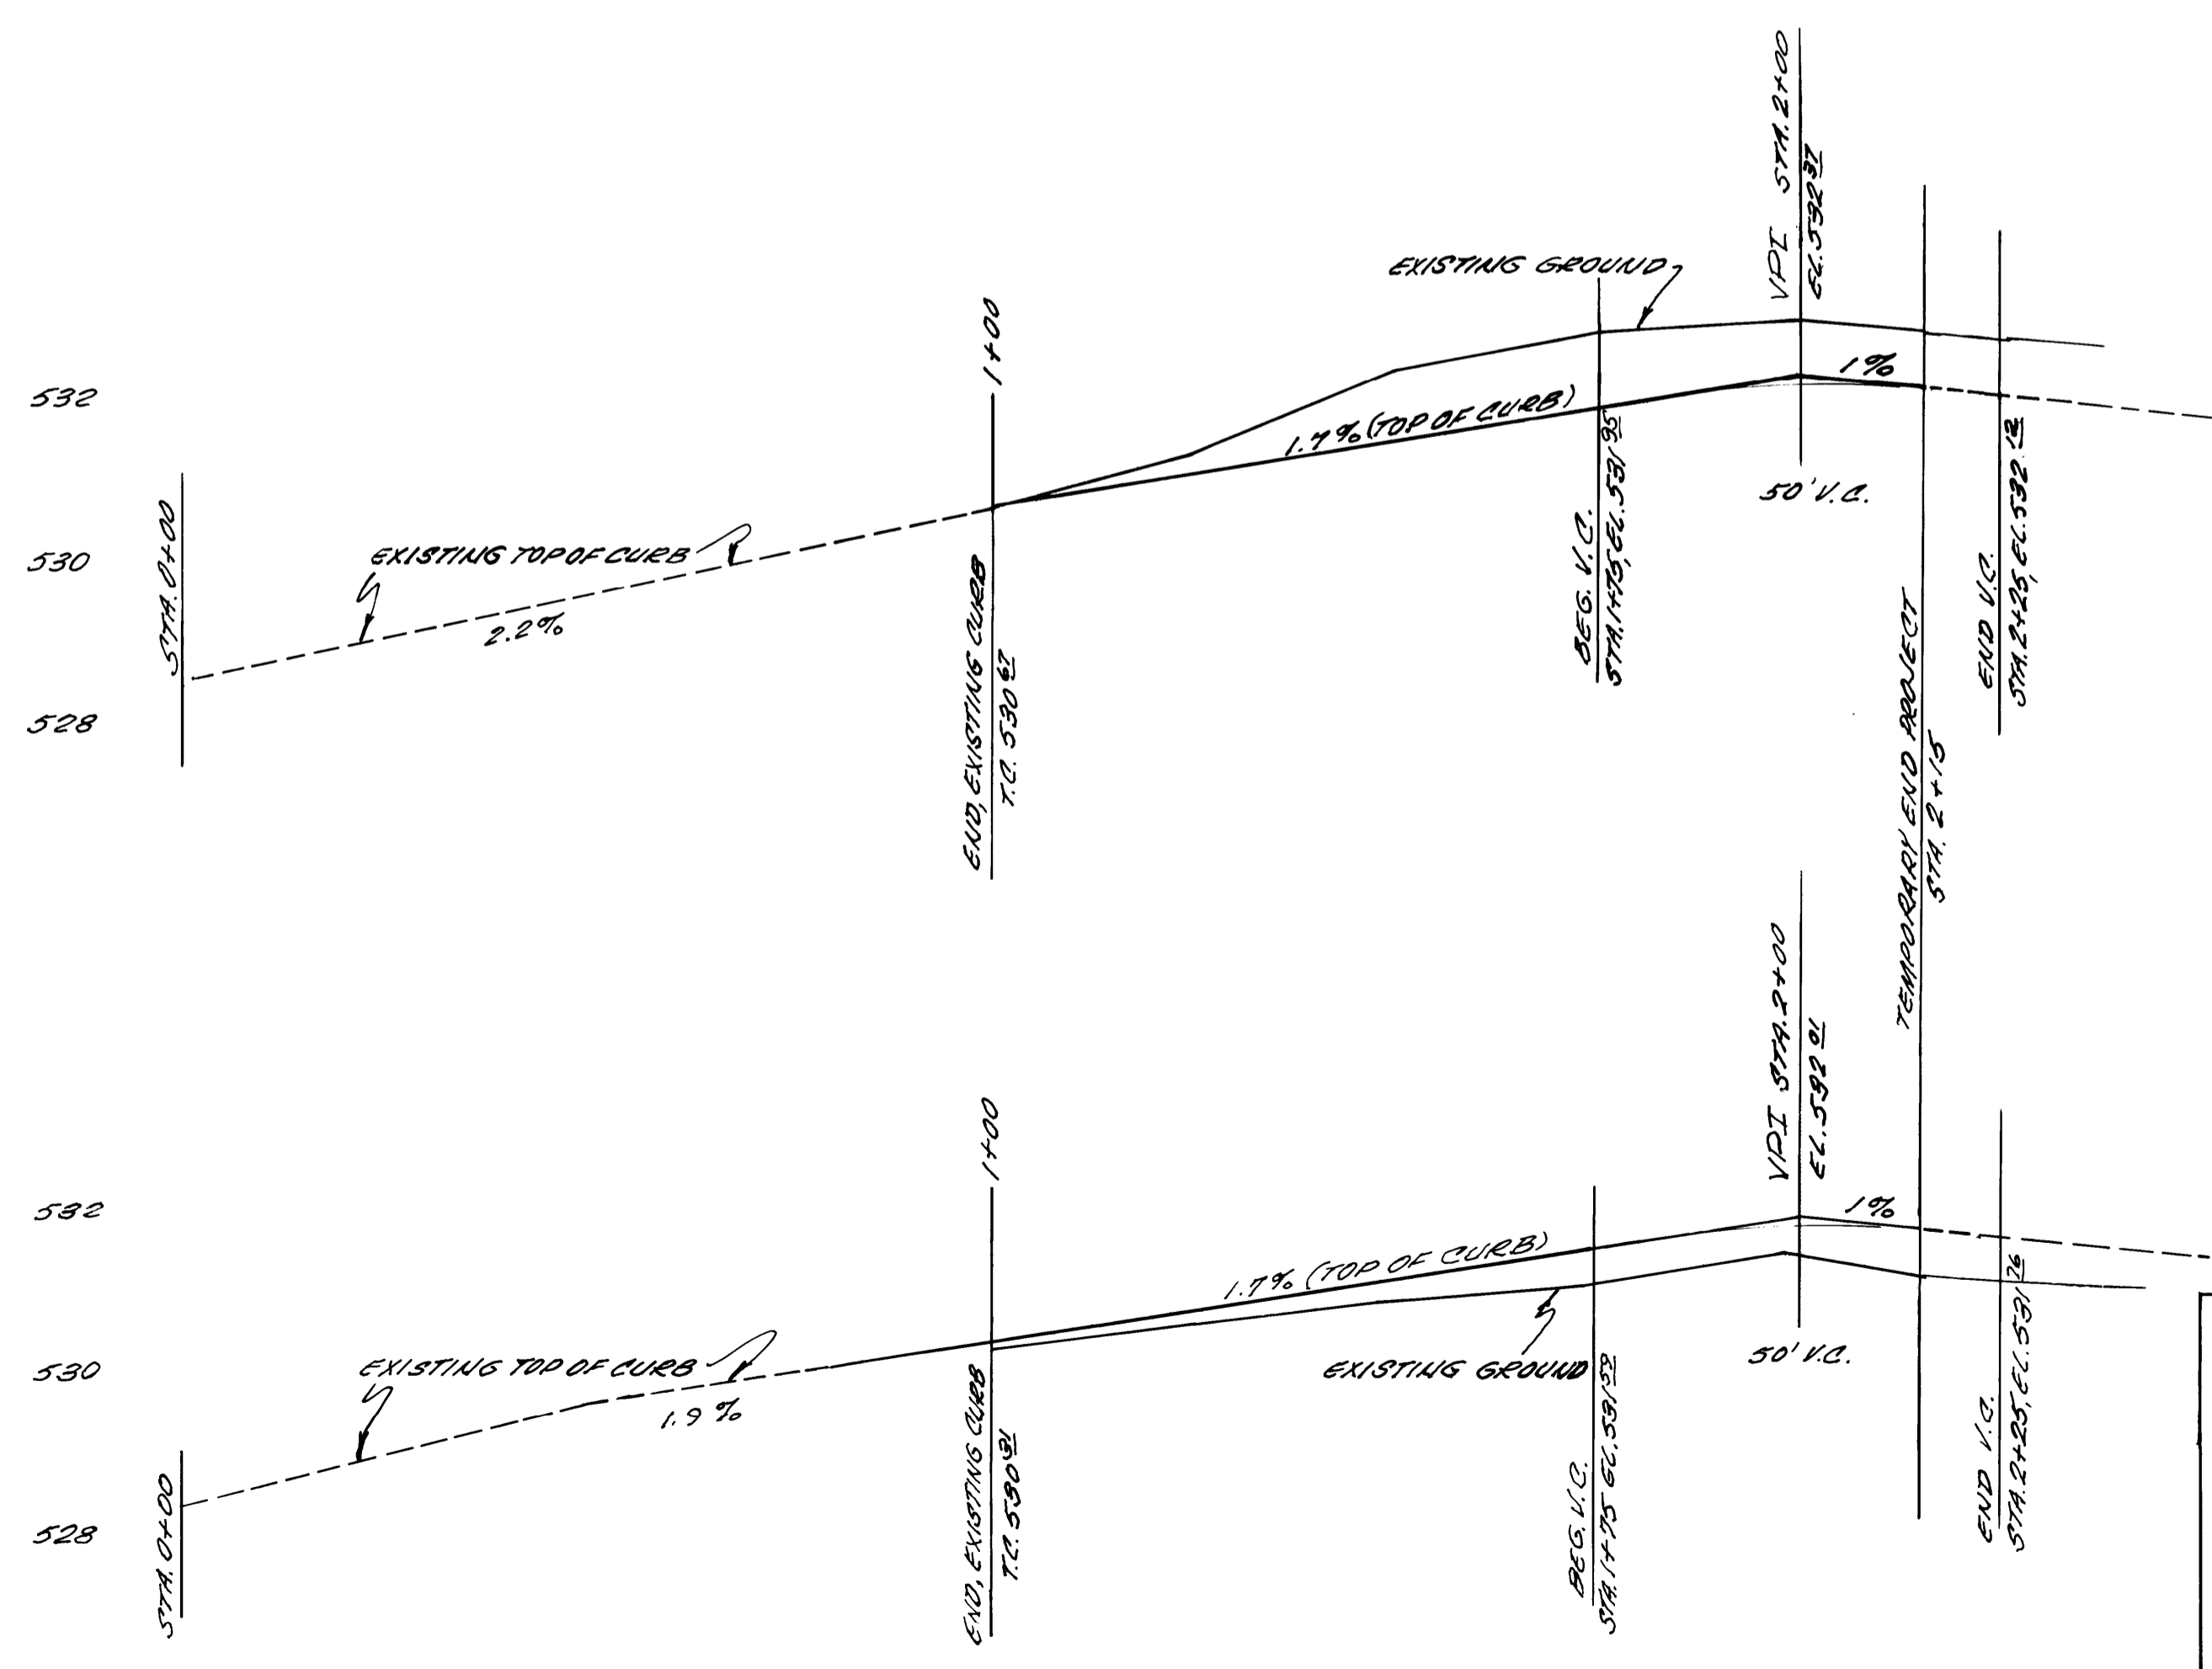 VPI STA. 2+00
EL. 532 37
EXISTING GROUND
1%
1+00
532
1.7% (TOP OF CURB)
50' V.C.
STA. 0+00
EXISTING TOP OF CURB
530
2.2%
528
END, EXISTING CURB
T.C. 530 67
BEG. V.C.
STA. 1+75, EL. 531 95
END V.C.
STA. 2+25, EL. 532 12
TEMPORARY END PROJECT
STA. 2+15
VPI STA. 2+00
EL. 532 01
1+00
532
1%
1.7% (TOP OF CURB)
50' V.C.
530
EXISTING TOP OF CURB
EXISTING GROUND
1.9%
528
STA. 0+00
END, EXISTING CURB
T.C. 530 31
BEG. V.C.
STA. 1+75 EL. 531 59
END V.C.
STA. 2+25, EL. 531 76